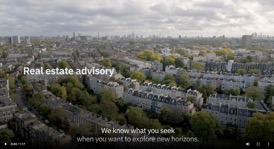 Real estate advisory
We know what you seek
when you want to explore new horizons.